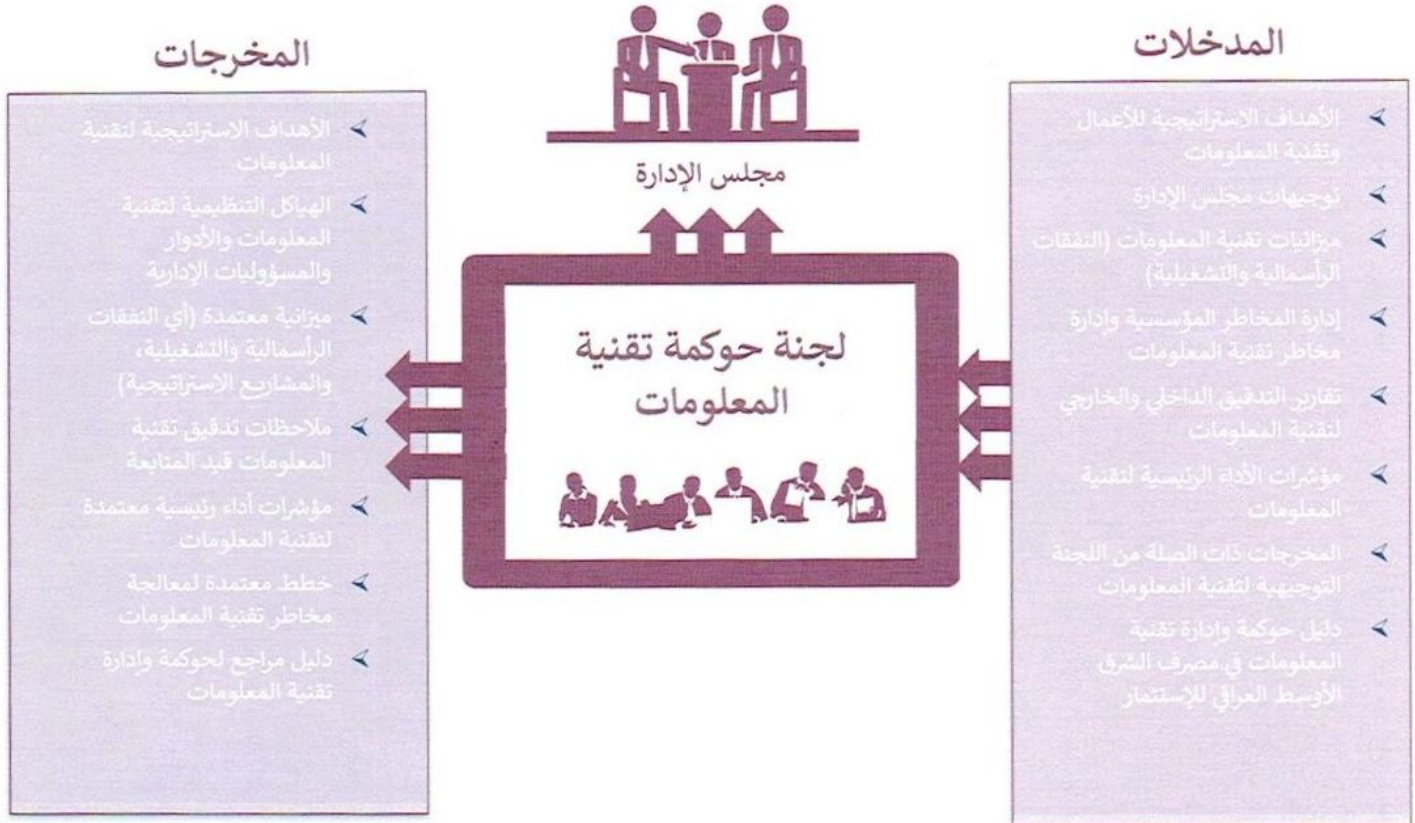 المدخلات
الأهداف الاستراتيجية للأعمال
وتقنية المعلومات
توجيهات مجلس الإدارة
ميزانيات تقنية المعلومات (النفقات
الرأسمالية والتشغيلية)
إدارة المخاطر المؤسسية وإدارة
مخاطر تقنية المعلومات
تقارير التدقيق الداخلي والخارجي
لتقنية المعلومات
مؤشرات الأداء الرئيسية لتقنية
المعلومات
المخرجات ذات الصلة من اللجنة
التوجيهية لتقنية المعلومات
دليل حوكمة وإدارة تقنية
المعلومات في مصرف الشرق
الأوسط العراقي للإستثمار
مجلس الإدارة
لجنة حوكمة تقنية
المعلومات
المخرجات
الأهداف الاستراتيجية لتقنية
المعلومات
الهياكل التنظيمية لتقنية
المعلومات والأدوار
والمسؤوليات الإدارية
ميزانية معتمدة (أي النفقات
الرأسمالية والتشغيلية،
والمشاريع الاستراتيجية)
ملاحظات تدقيق تقنية
المعلومات قيد المتابعة
مؤشرات أداء رئيسية معتمدة
لتقنية المعلومات
خطط معتمدة لمعالجة
مخاطر تقنية المعلومات
دليل مراجع لحوكمة وإدارة
تقنية المعلومات